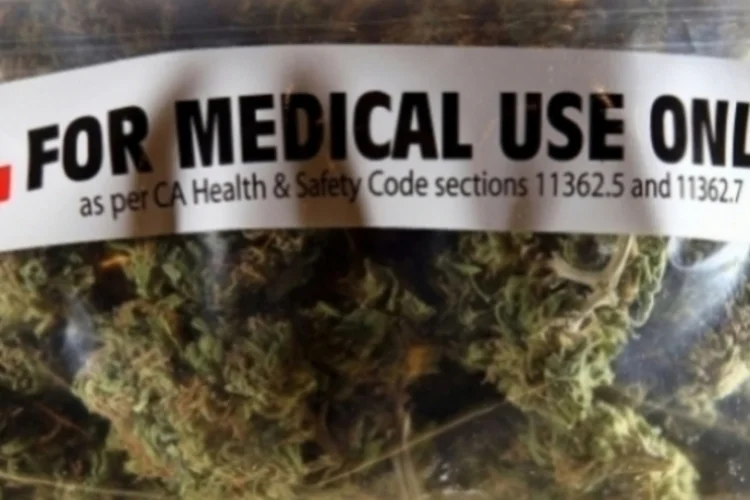 FOR MEDICAL USE ONL
as per CA Health & Safety Code sections 11362.5 and 11362.7